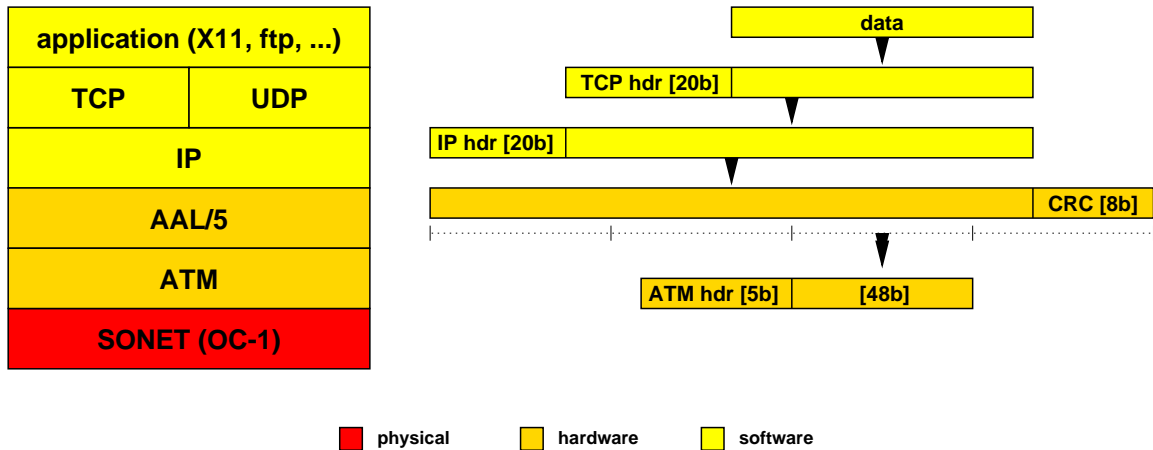 application (X11, ftp, ...)
data
TCP
UDP
TCP hdr [20b]
IP
IP hdr [20b]
AAL/5
CRC [8b]
ATM
ATM hdr [5b]
[48b]
SONET (OC-1)
physical
hardware
software